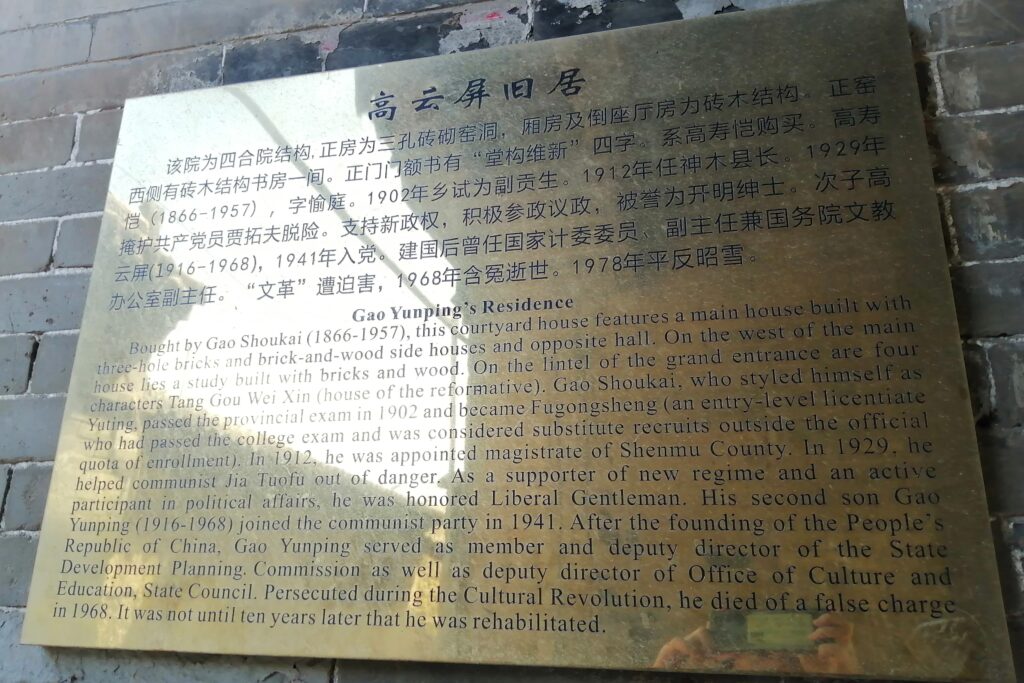 高云屏旧居
该院为四合院结构,正房为三孔砖砌窑洞，厢房及倒座厅房为砖木结构。正窑
西侧有砖木结构书房一间。正门门额书有“堂构维新”四字。系高寿恺购买。高寿
恺（1866-1957），字愉庭。1902年乡试为副贡生。1912年任神木县长。1929年
掩护共产党员贾拓夫脱险。支持新政权，积极参政议政，被誉为开明绅士。次子高
云屏(1916-1968)，1941年入党。建国后曾任国家计委委员、副主任兼国务院文教
办公室副主任。“文革”遭迫害，1968年含冤逝世。1978年平反昭雪。
Gao Yunping's Residence
Bought by Gao Shoukai (1866-1957), this courtyard house features a main house built with
three-hole bricks and brick-and-wood side houses and opposite hall. On the west of the main
house lies a study built with bricks and wood. On the lintel of the grand entrance are four
characters Tang Gou Wei Xin (house of the reformative). Gao Shoukai, who styled himself as
Yuting, passed the provincial exam in 1902 and became Fugongsheng (an entry-level licentiate
who had passed the college exam and was considered substitute recruits outside the official
quota of enrollment). In 1912, he was appointed magistrate of Shenmu County. In 1929, he
helped communist Jia Tuofu out of danger. As a supporter of new regime and an active
participant in political affairs, he was honored Liberal Gentleman. His second son Gao
Yunping (1916-1968) joined the communist party in 1941. After the founding of the People's
Republic of China, Gao Yunping served as member and deputy director of the State
Development Planning. Commission as well as deputy director of Office of Culture and
Education, State Council. Persecuted during the Cultural Revolution, he died of a false charge
in 1968. It was not until ten years later that he was rehabilitated.